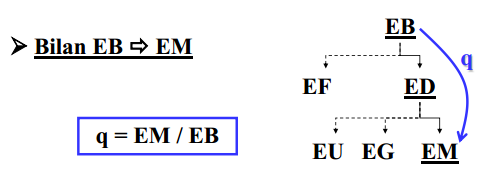 EB
➢ Bilan EB ⇨ EM
q
EF ED
q = EM / EB
EU EG EM